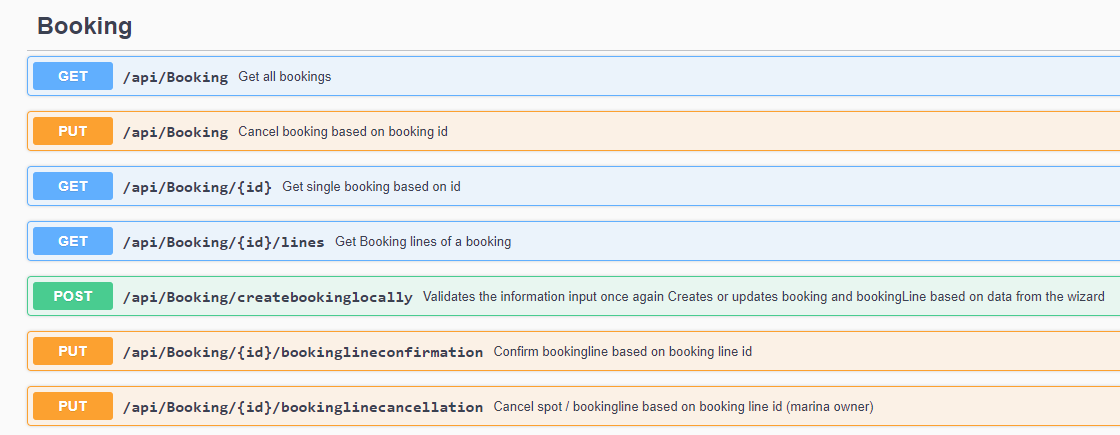 Booking
GET /api/Booking Get all bookings
PUT /api/Booking Cancel booking based on booking id
GET /api/Booking/{id} Get single booking based on id
GET /api/Booking/{id}/lines Get Booking lines of a booking
POST /api/Booking/createbookinglocally Validates the information input once again Creates or updates booking and bookingLine based on data from the wizard
PUT /api/Booking/{id}/bookinglineconfirmation Confirm bookingline based on booking line id
PUT /api/Booking/{id}/bookinglinecancellation Cancel spot / bookingline based on booking line id (marina owner)